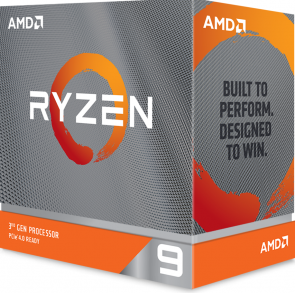 AMD
RYZEN
3rd GEN PROCESSOR
PCIe® 4.0 READY
9
AMD
BUILT TO
PERFORM.
DESIGNED
TO WIN.
AMD